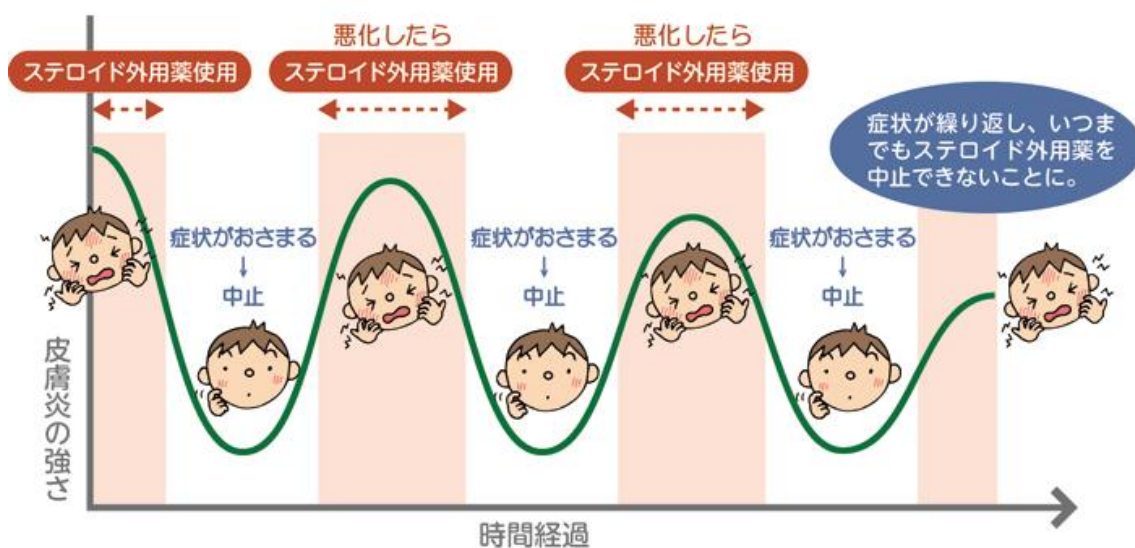 悪化したら
悪化したら
ステロイド外用薬使用
ステロイド外用薬使用
ステロイド外用薬使用
症状が繰り返し、いつま
でもステロイド外用薬を
中止できないことに。
症状がおさまる
↓
中止
症状がおさまる
↓
中止
症状がおさまる
↓
中止
皮膚炎の強さ
時間経過